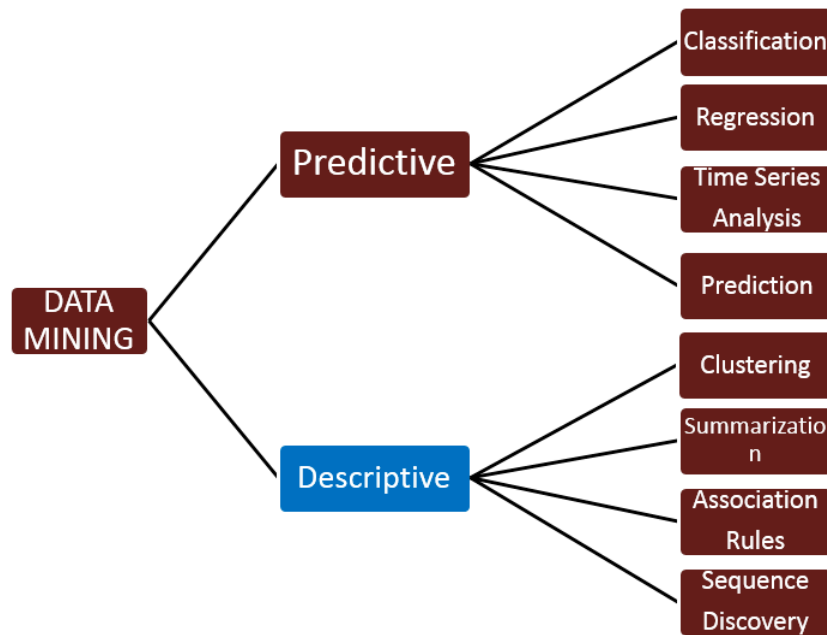 Classification
Regression
Predictive
Time Series
Analysis
Prediction
DATA
MINING
Clustering
Summarizatio
n
Descriptive
Association
Rules
Sequence
Discovery